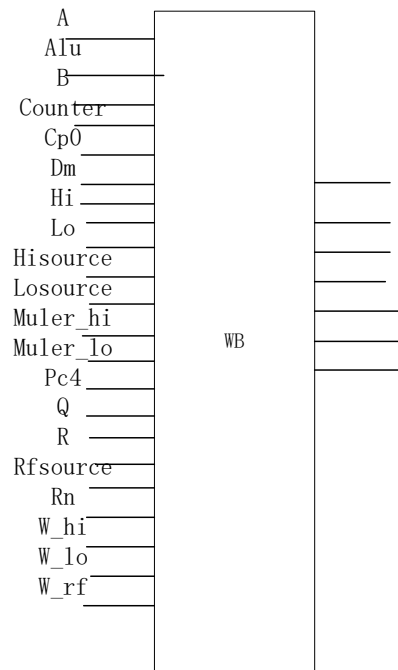 A
Alu
B
Counter
Cp0
Dm
Hi
Lo
Hisource
Losource
Muler_hi
Muler_lo
Pc4
Q
R
Rfsource
Rn
W_hi
W_lo
W_rf
WB